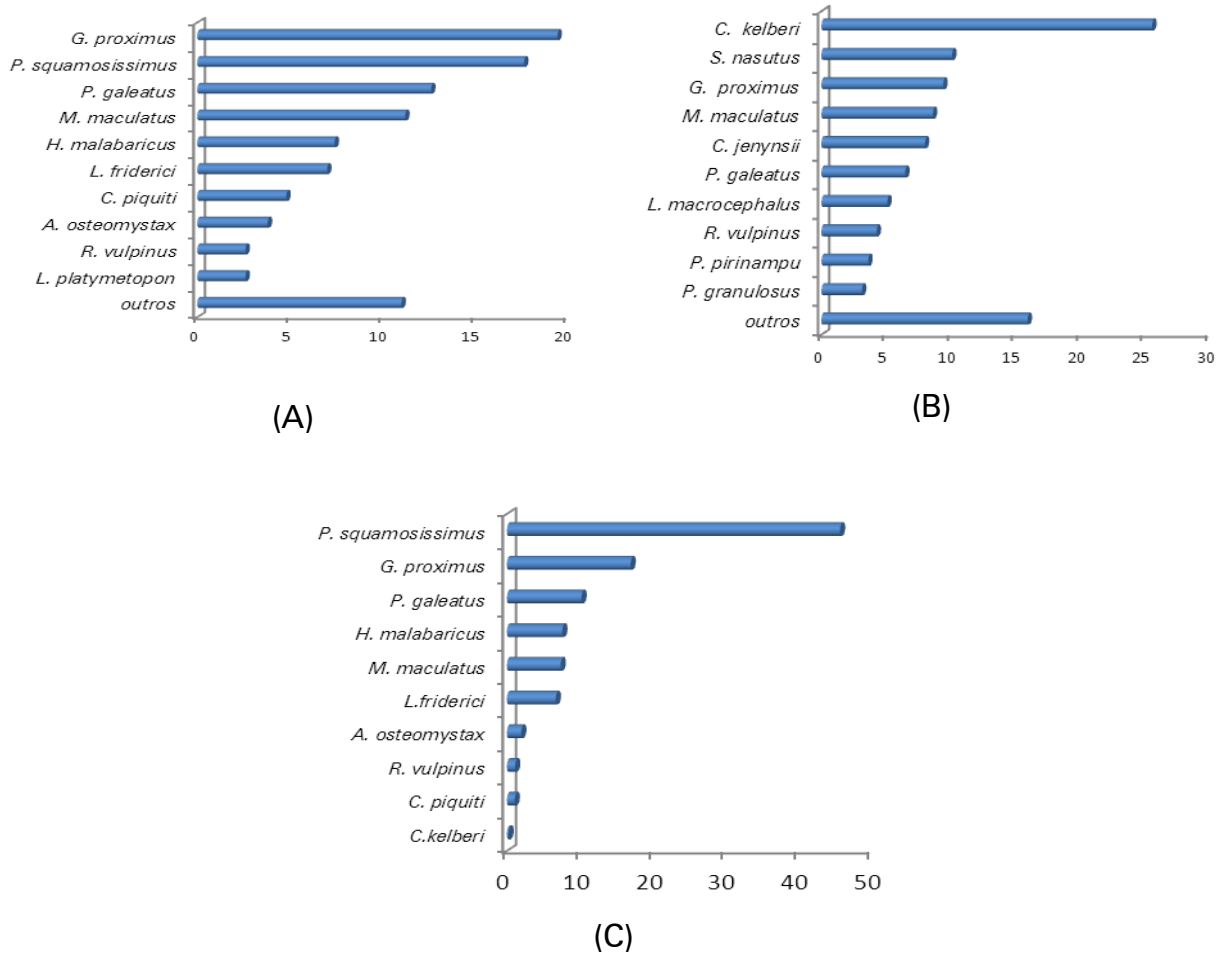 G. proximus
P. squamosissimus
P. galeatus
M. maculatus
H. malabaricus
L. friderici
C. piquiti
A. osteomystax
R. vulpinus
L. platymetopon
outros
0 5 10 15 20
(A)
C. kelberi
S. nasutus
G. proximus
M. maculatus
C. jenynsii
P. galeatus
L. macrocephalus
R. vulpinus
P. pirinampu
P. granulosus
outros
0 5 10 15 20 25 30
(B)
P. squamosissimus
G. proximus
P. galeatus
H. malabaricus
M. maculatus
L.friderici
A. osteomystax
R. vulpinus
C. piquiti
C.kelberi
0 10 20 30 40 50
(C)